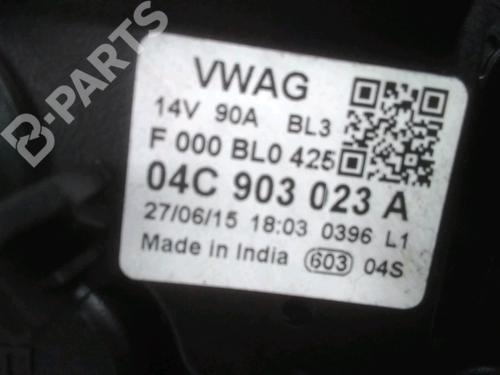 B-PARTS
VWAG
14V 90A BL3
F 000 BL0 425
04C 903 023 A
27/06/15 18:03 0396 L1
Made in India 603 04S